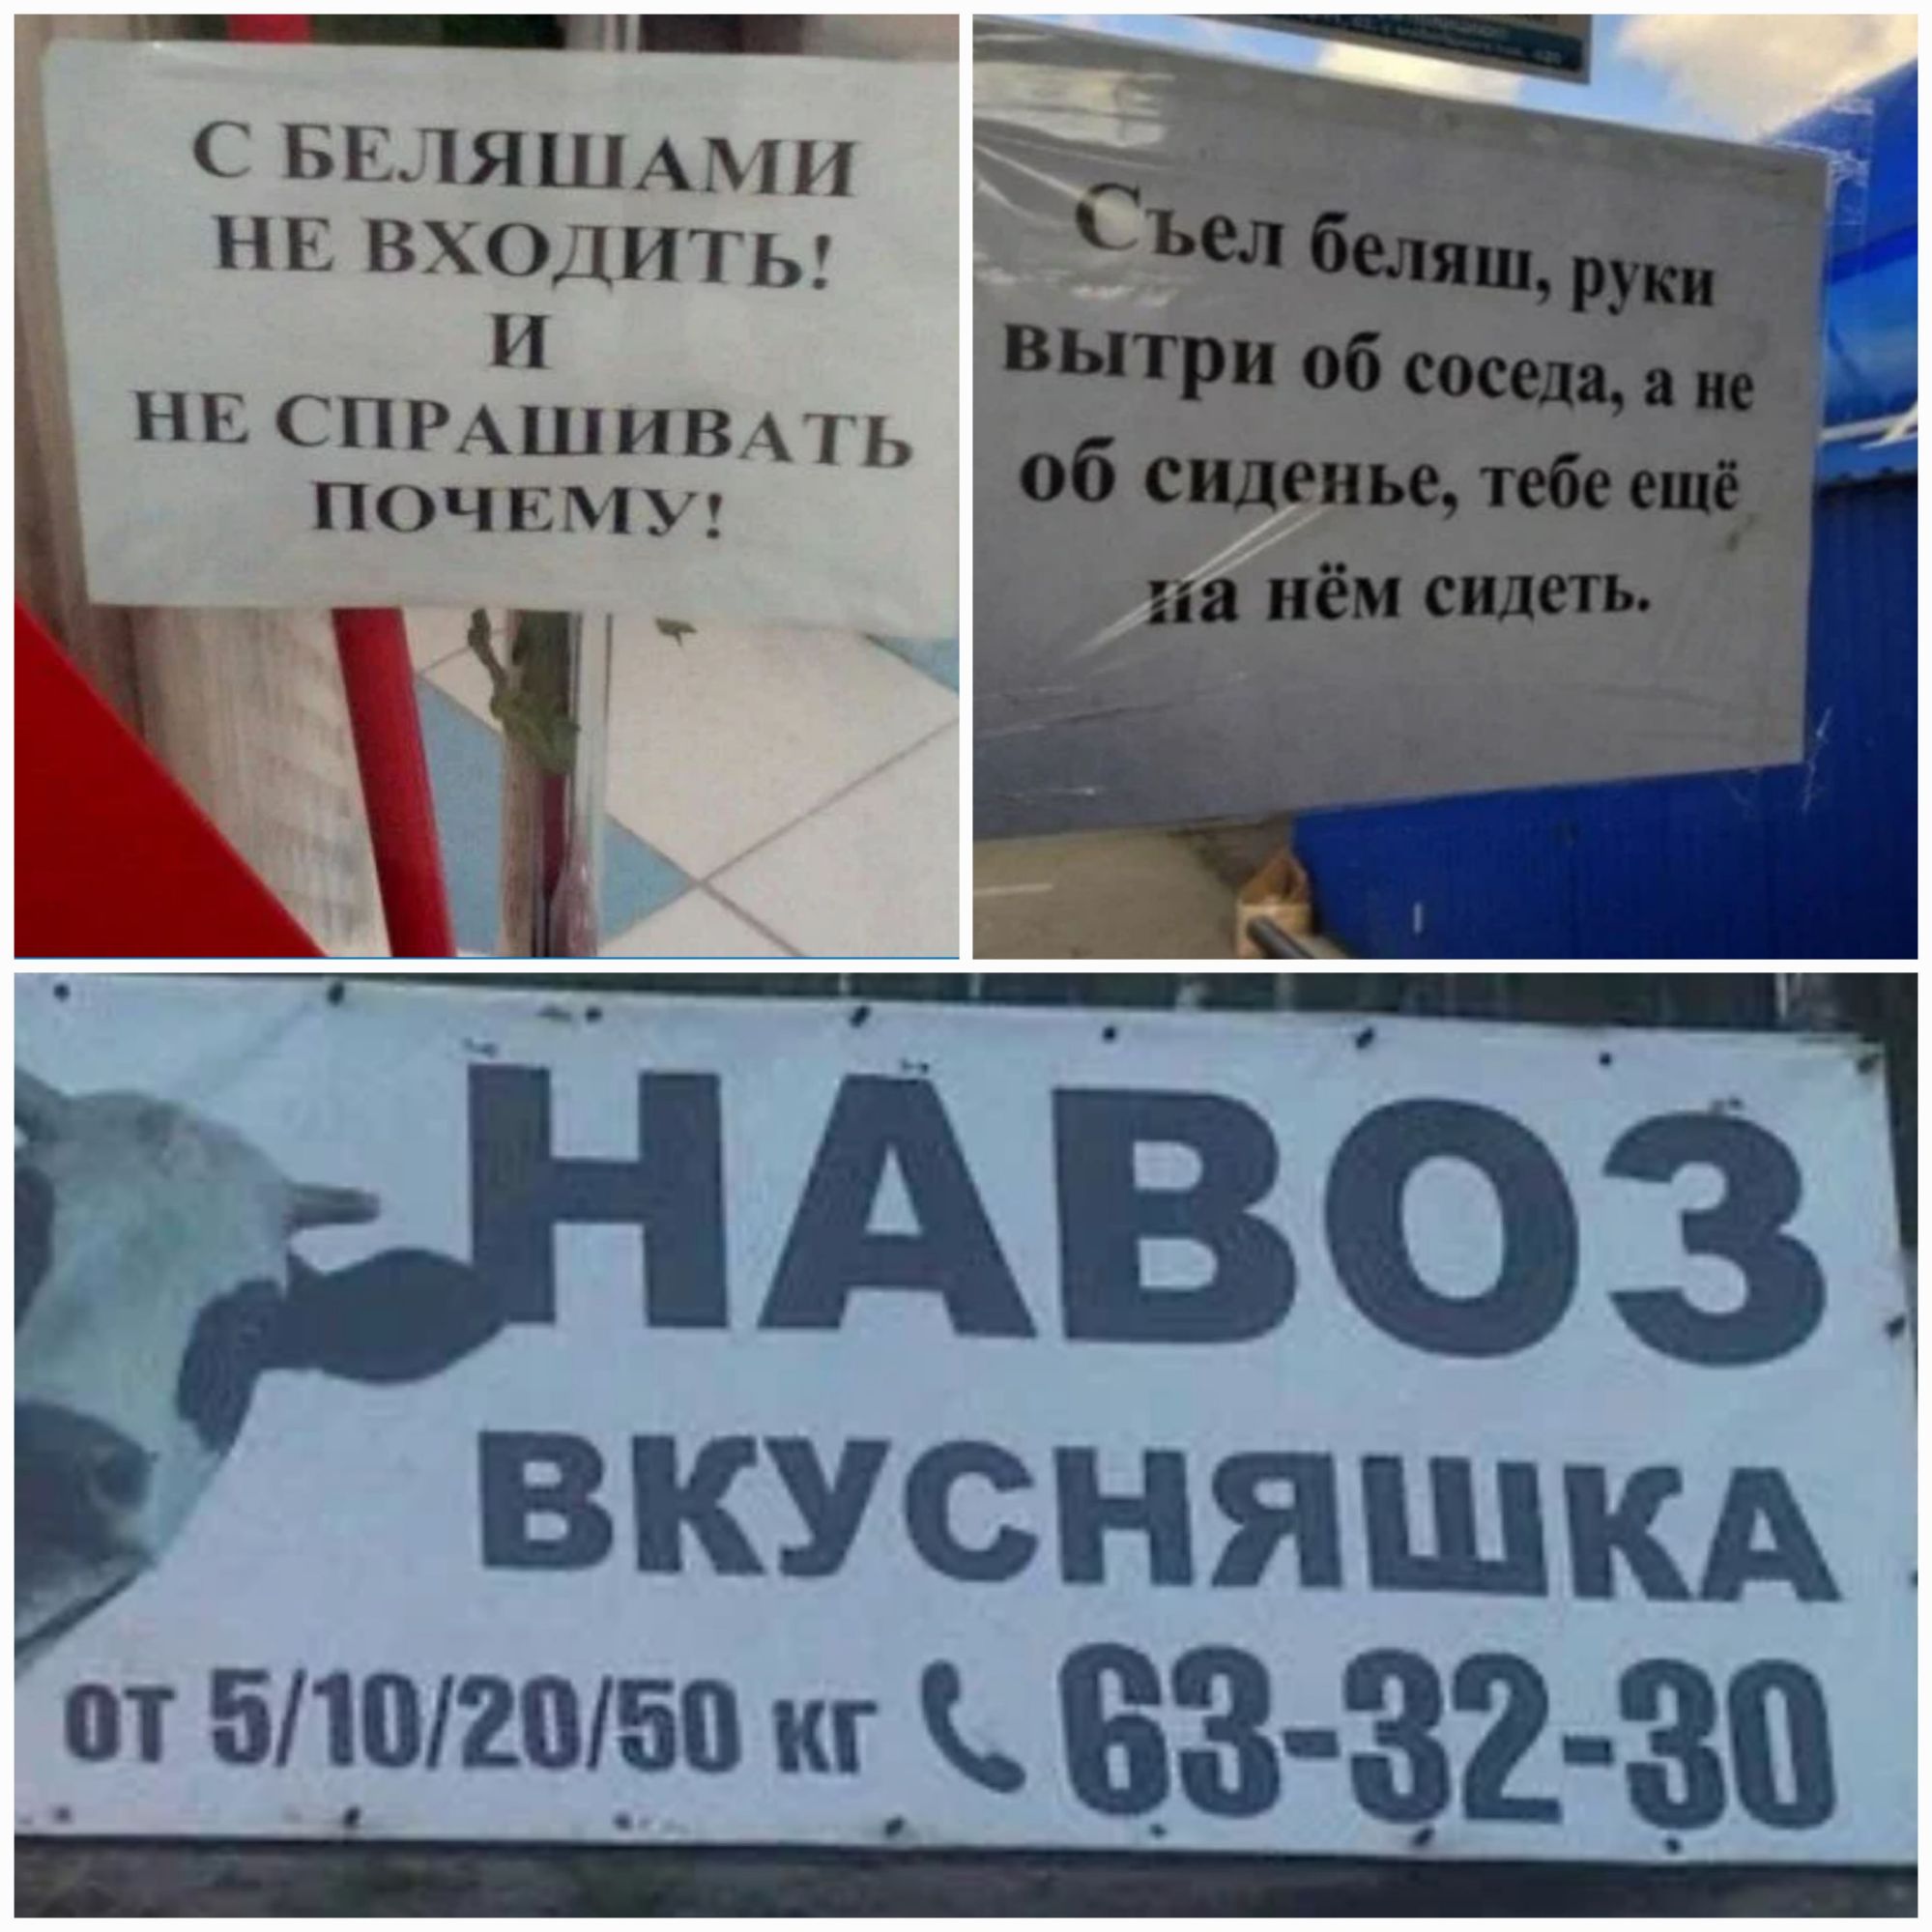 С БЕЛЯШАМИ
НЕ ВХОДИТЬ!
И
НЕ СПРАШИВАТЬ
ПОЧЕМУ!
Съел беляш, руки
вытри об соседа, а не
об сиденье, тебе ещё
на нём сидеть.
НАВОЗ
ВКУСНЯШКА
от 5/10/20/50 кг 63-32-30